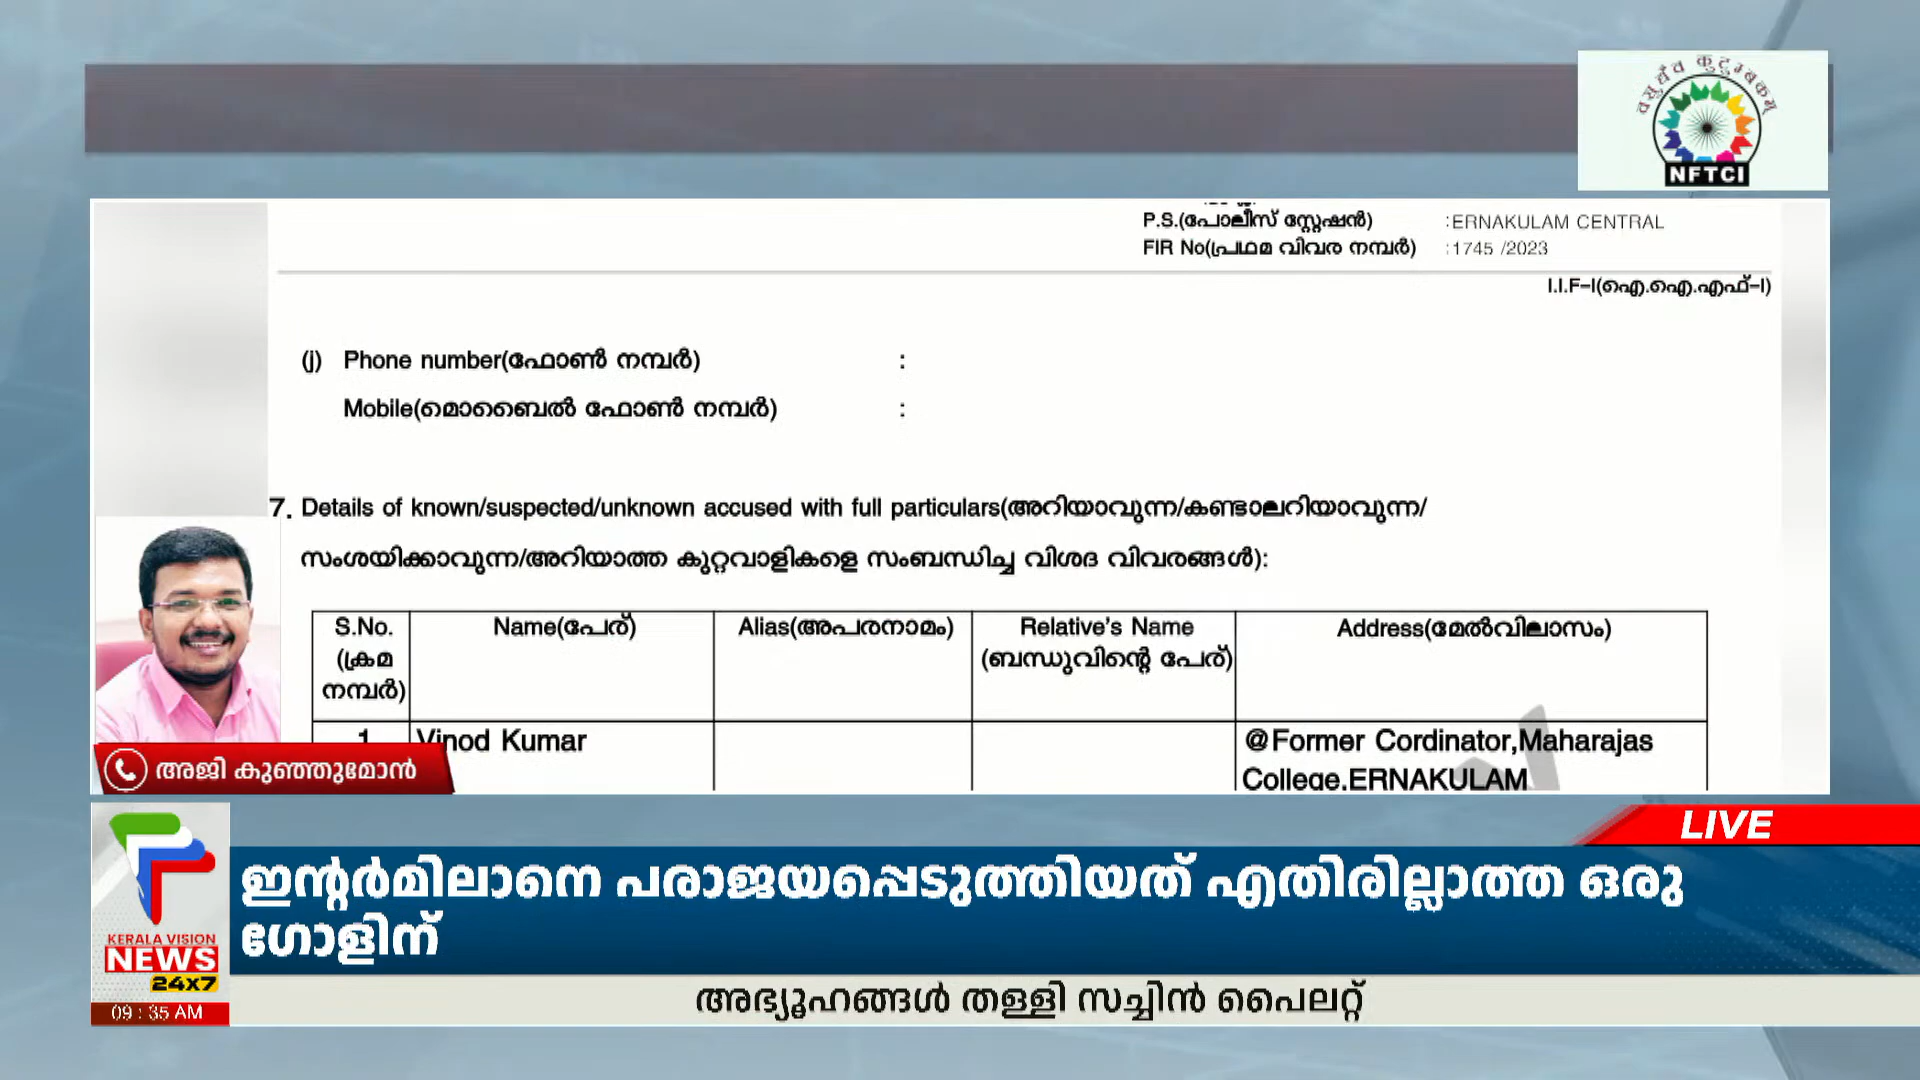 वसुधैव कुटुम्बकम्
NFTCI
P.S.(പോലീസ് സ്റ്റേഷൻ) :ERNAKULAM CENTRAL
FIR No(പ്രഥമ വിവര നമ്പർ) :1745 /2023
I.I.F-I(ഐ.ഐ.എഫ്-I)
(j) Phone number(ഫോൺ നമ്പർ) :
Mobile(മൊബൈൽ ഫോൺ നമ്പർ) :
7. Details of known/suspected/unknown accused with full particulars(അറിയാവുന്ന/കണ്ടാലറിയാവുന്ന/
സംശയിക്കാവുന്ന/അറിയാത്ത കുറ്റവാളികളെ സംബന്ധിച്ച വിശദ വിവരങ്ങൾ):
S.No. (ക്രമ നമ്പർ)
Name(പേര്)
Alias(അപരനാമം)
Relative's Name
(ബന്ധുവിന്റെ പേര്)
Address(മേൽവിലാസം)
1 Vinod Kumar @Former Cordinator,Maharajas
College,ERNAKULAM
അജി കുഞ്ഞുമോൻ
LIVE
ഇന്റർമിലാനെ പരാജയപ്പെടുത്തിയത് എതിരില്ലാത്ത ഒരു
ഗോളിന്
KERALA VISION
NEWS
24x7
09 : 35 AM
അഭ്യൂഹങ്ങൾ തള്ളി സച്ചിൻ പൈലറ്റ്